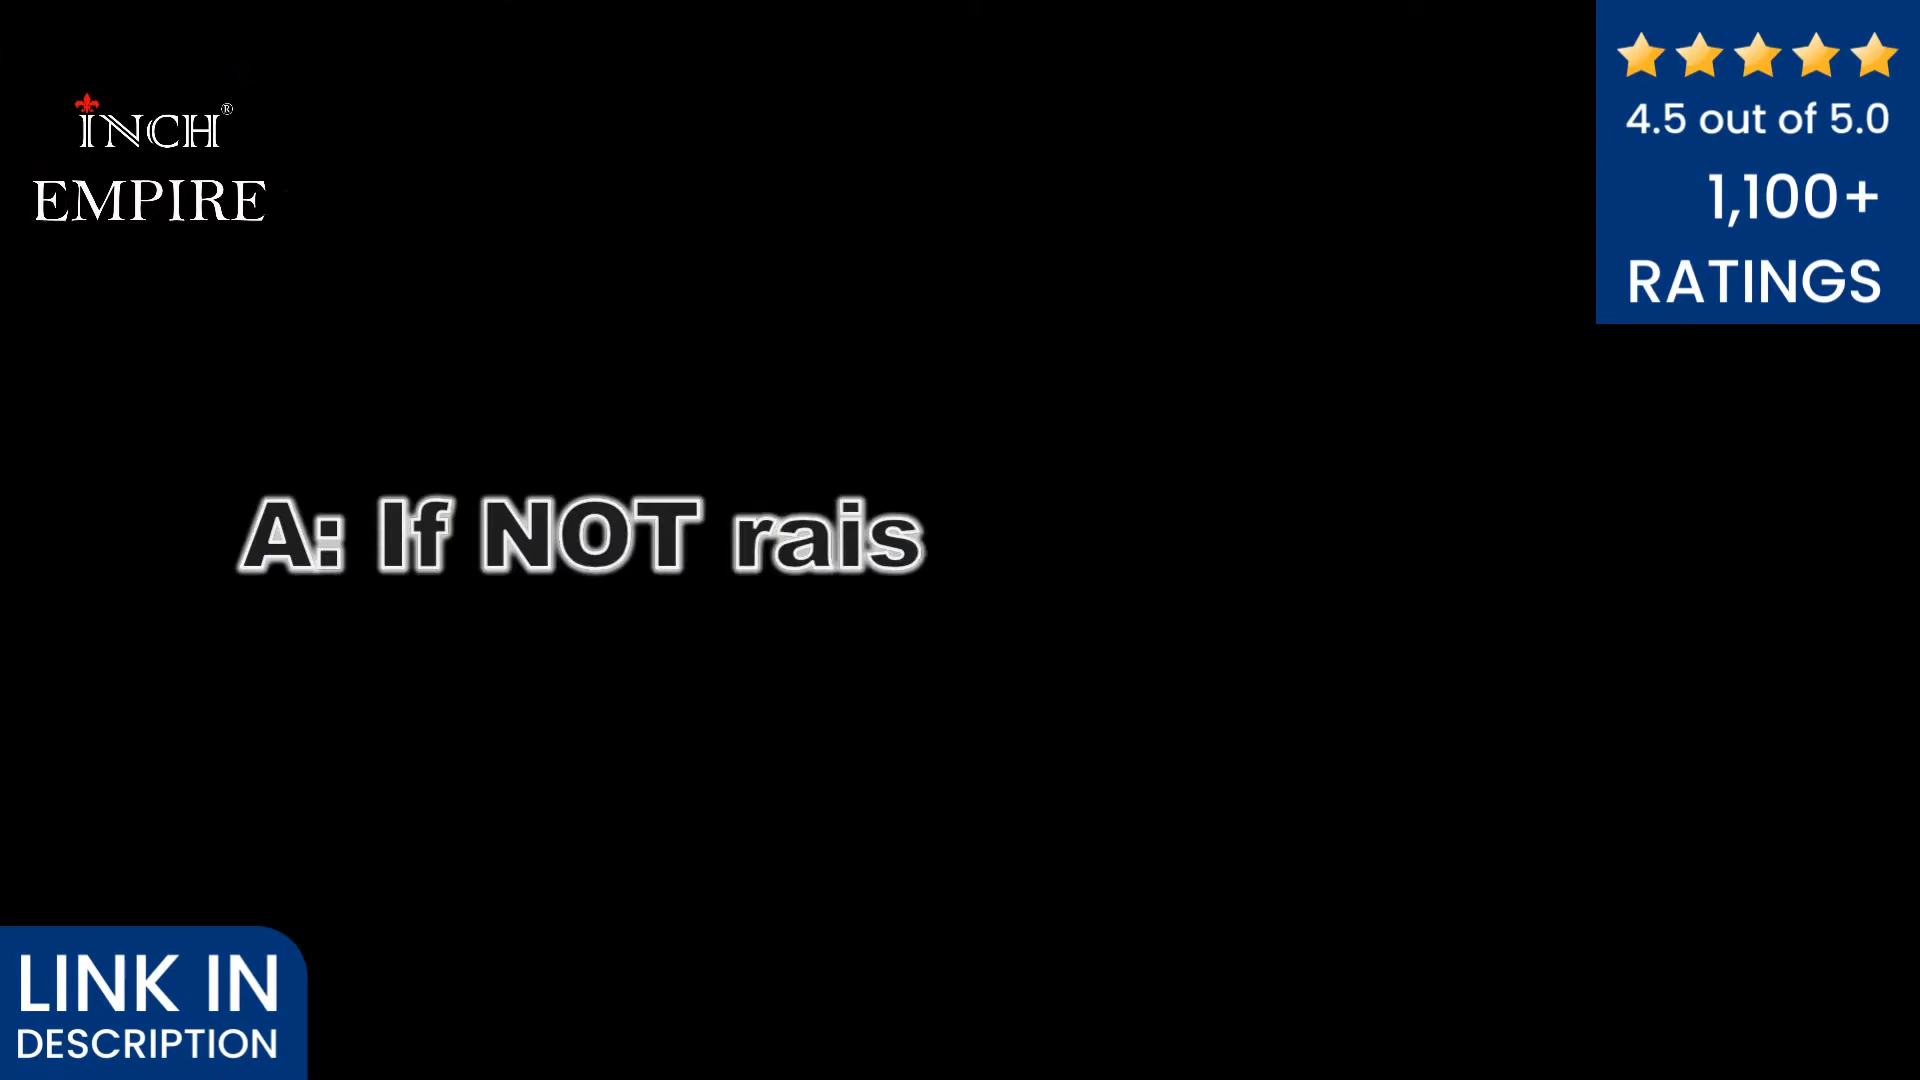 INCH®
EMPIRE
4.5 out of 5.0
1,100+
RATINGS
A: If NOT rais
LINK IN
DESCRIPTION